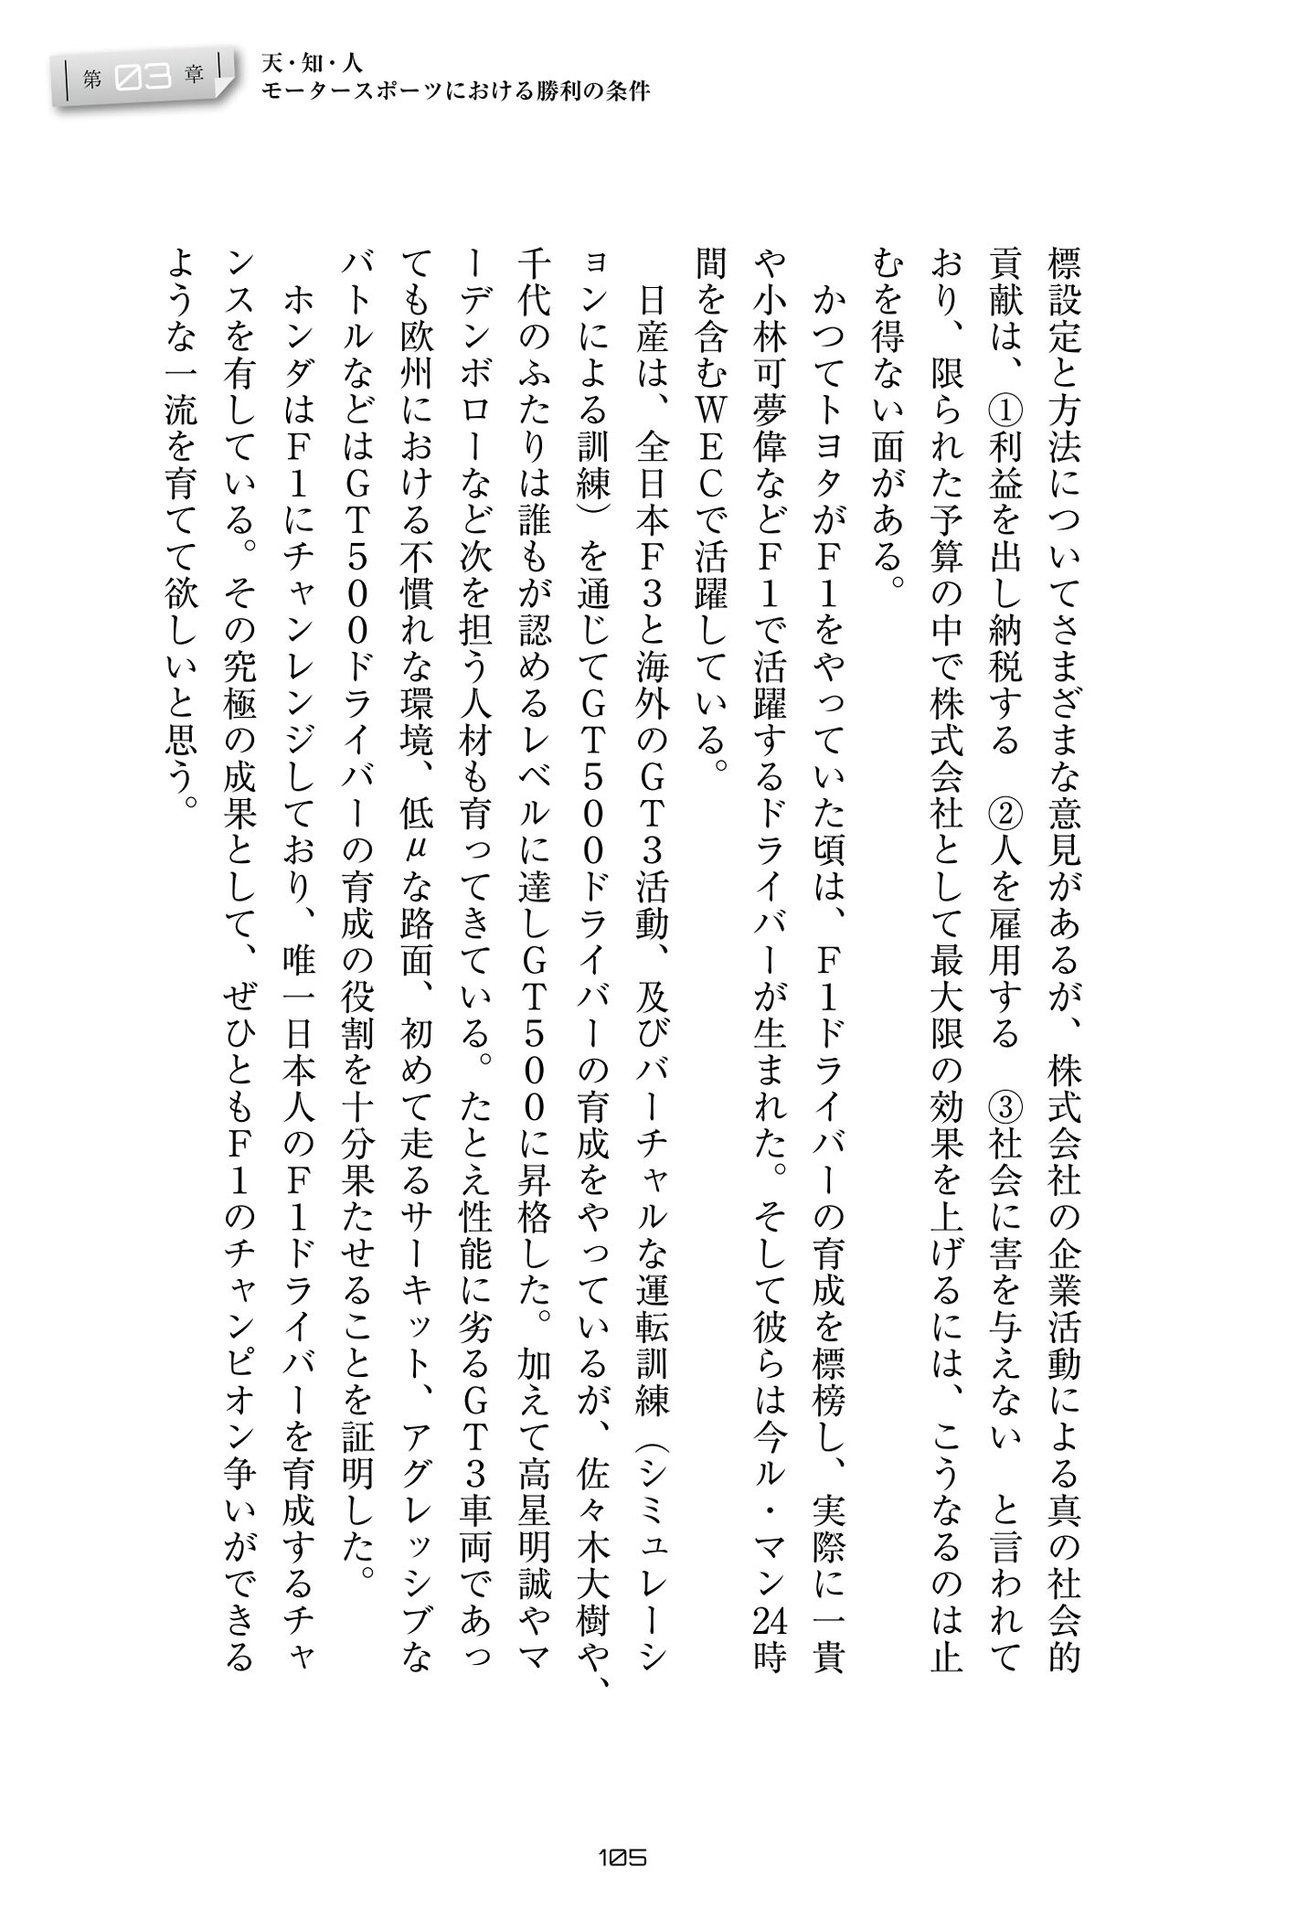 第03章
天・知・人
モータースポーツにおける勝利の条件
標設定と方法についてさまざまな意見があるが、株式会社の企業活動による真の社会的
貢献は、①利益を出し納税する　②人を雇用する　③社会に害を与えない　と言われて
おり、限られた予算の中で株式会社として最大限の効果を上げるには、こうなるのは止
むを得ない面がある。
　かつてトヨタがF1をやっていた頃は、F1ドライバーの育成を標榜し、実際に一貴
や小林可夢偉などF1で活躍するドライバーが生まれた。そして彼らは今ル・マン24時
間を含むWECで活躍している。
　日産は、全日本F3と海外のGT3活動、及びバーチャルな運転訓練（シミュレーシ
ョンによる訓練）を通じてGT500ドライバーの育成をやっているが、佐々木大樹や、
千代のふたりは誰もが認めるレベルに達しGT500に昇格した。加えて高星明誠やマ
ーデンボローなど次を担う人材も育ってきている。たとえ性能に劣るGT3車両であっ
ても欧州における不慣れな環境、低μな路面、初めて走るサーキット、アグレッシブな
バトルなどはGT500ドライバーの育成の役割を十分果たせることを証明した。
　ホンダはF1にチャンレンジしており、唯一日本人のF1ドライバーを育成するチャ
ンスを有している。その究極の成果として、ぜひともF1のチャンピオン争いができる
ような一流を育てて欲しいと思う。
105